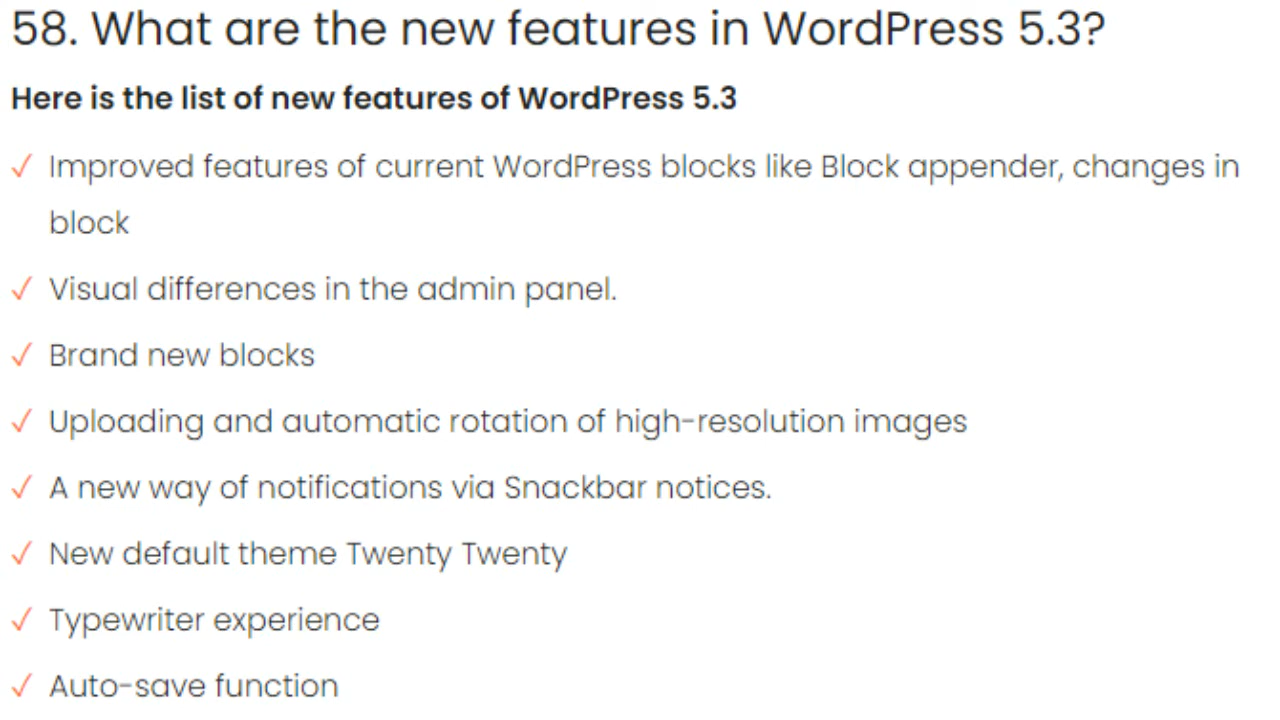 58. What are the new features in WordPress 5.3?
Here is the list of new features of WordPress 5.3
✓ Improved features of current WordPress blocks like Block appender, changes in
block
✓ Visual differences in the admin panel.
✓ Brand new blocks
✓ Uploading and automatic rotation of high-resolution images
✓ A new way of notifications via Snackbar notices.
✓ New default theme Twenty Twenty
✓ Typewriter experience
✓ Auto-save function